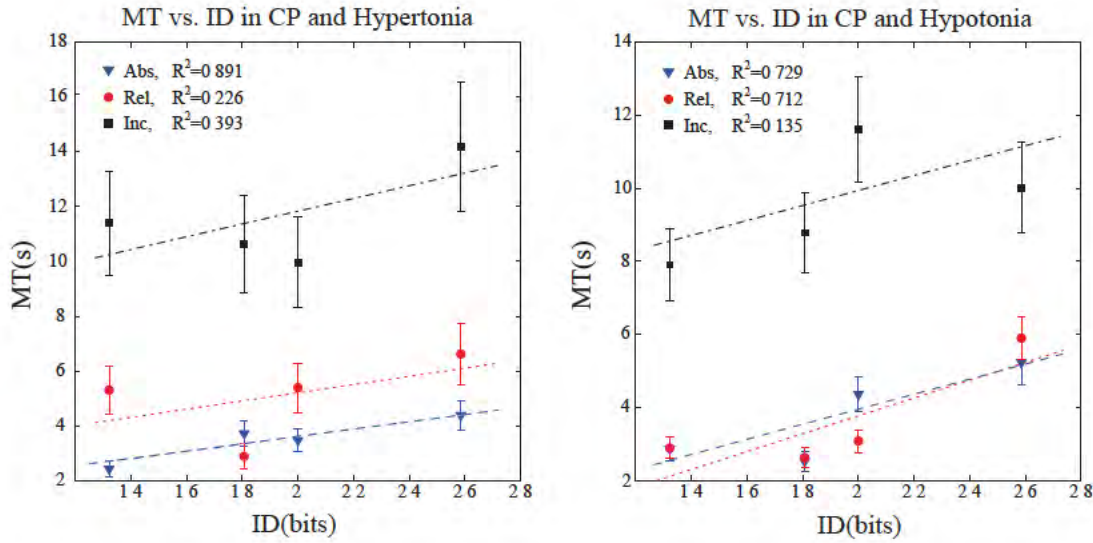 MT vs. ID in CP and Hypertonia
18
16
14
12
10
8
6
4
2
MT(s)
Abs, R²=0 891
Rel, R²=0 226
Inc, R²=0 393
1 4 1 6 1 8 2 2 2 2 4 2 6 2 8
ID(bits)
MT vs. ID in CP and Hypotonia
14
12
10
8
6
4
2
MT(s)
Abs, R²=0 729
Rel, R²=0 712
Inc, R²=0 135
1 4 1 6 1 8 2 2 2 2 4 2 6 2 8
ID(bits)